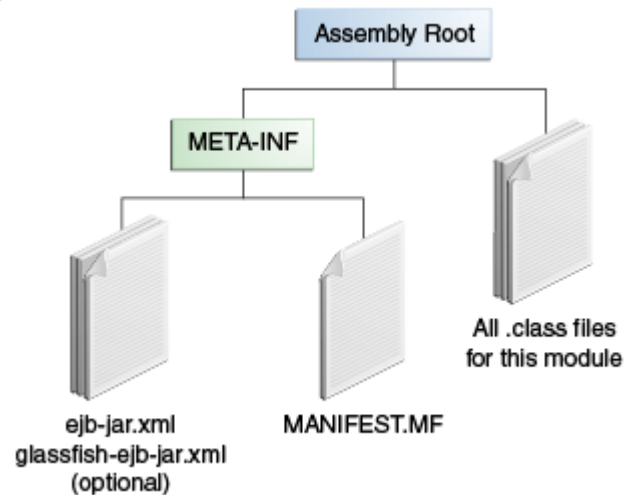 Assembly Root
META-INF
All .class files
for this module
ejb-jar.xml
glassfish-ejb-jar.xml
(optional)
MANIFEST.MF